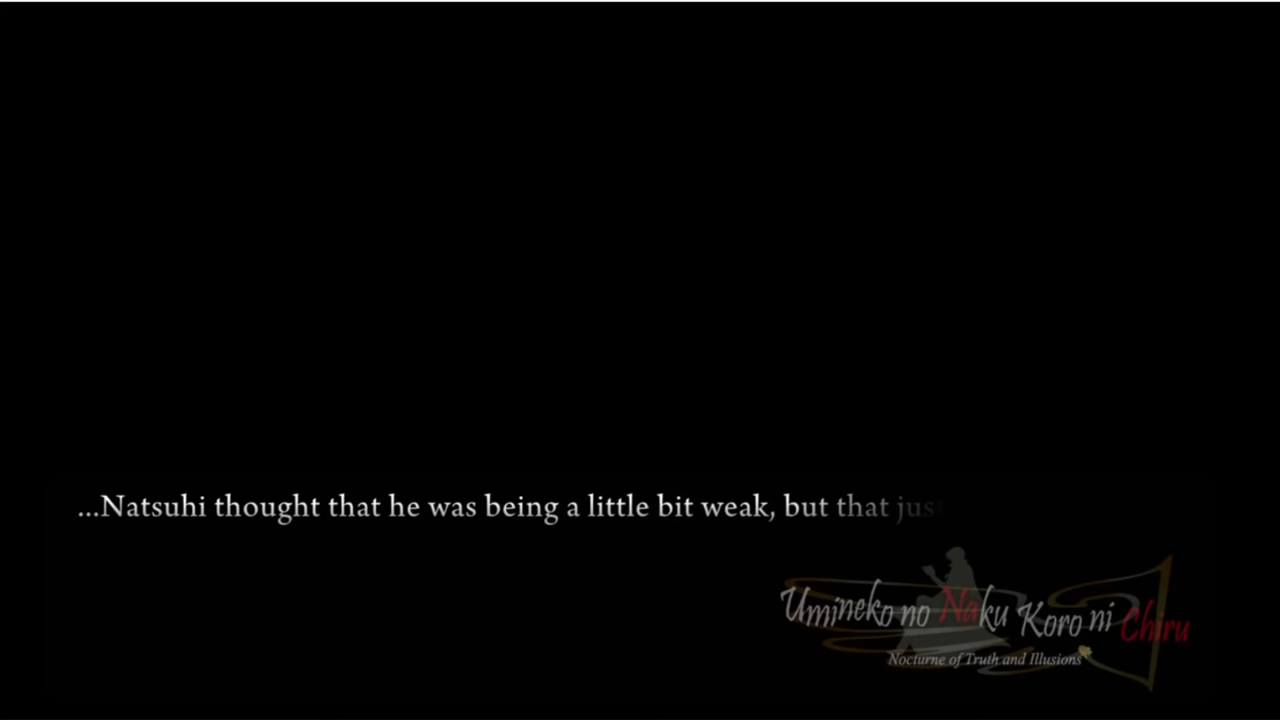 ...Natsuhi thought that he was being a little bit weak, but that just
Umineko no Naku Koro ni Chiru
Nocturne of Truth and Illusions